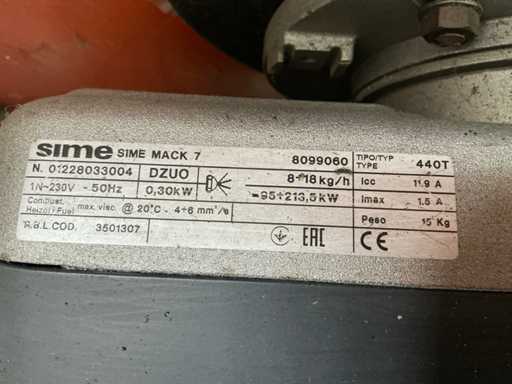 sime SIME MACK 7 8099060 TIPO/TYP TYPE 440T
N. 01228033004 DZUO 8÷18kg/h Icc 11.9 A
1N~230V - 50Hz 0,30kW 95÷213,5kW Imax 1.5 A
Combust. Heizöl/Fuel max. visc. @ 20°C - 4÷6 mm²/s Peso 15 Kg
R.B.L. COD. 3501307 EAC CE